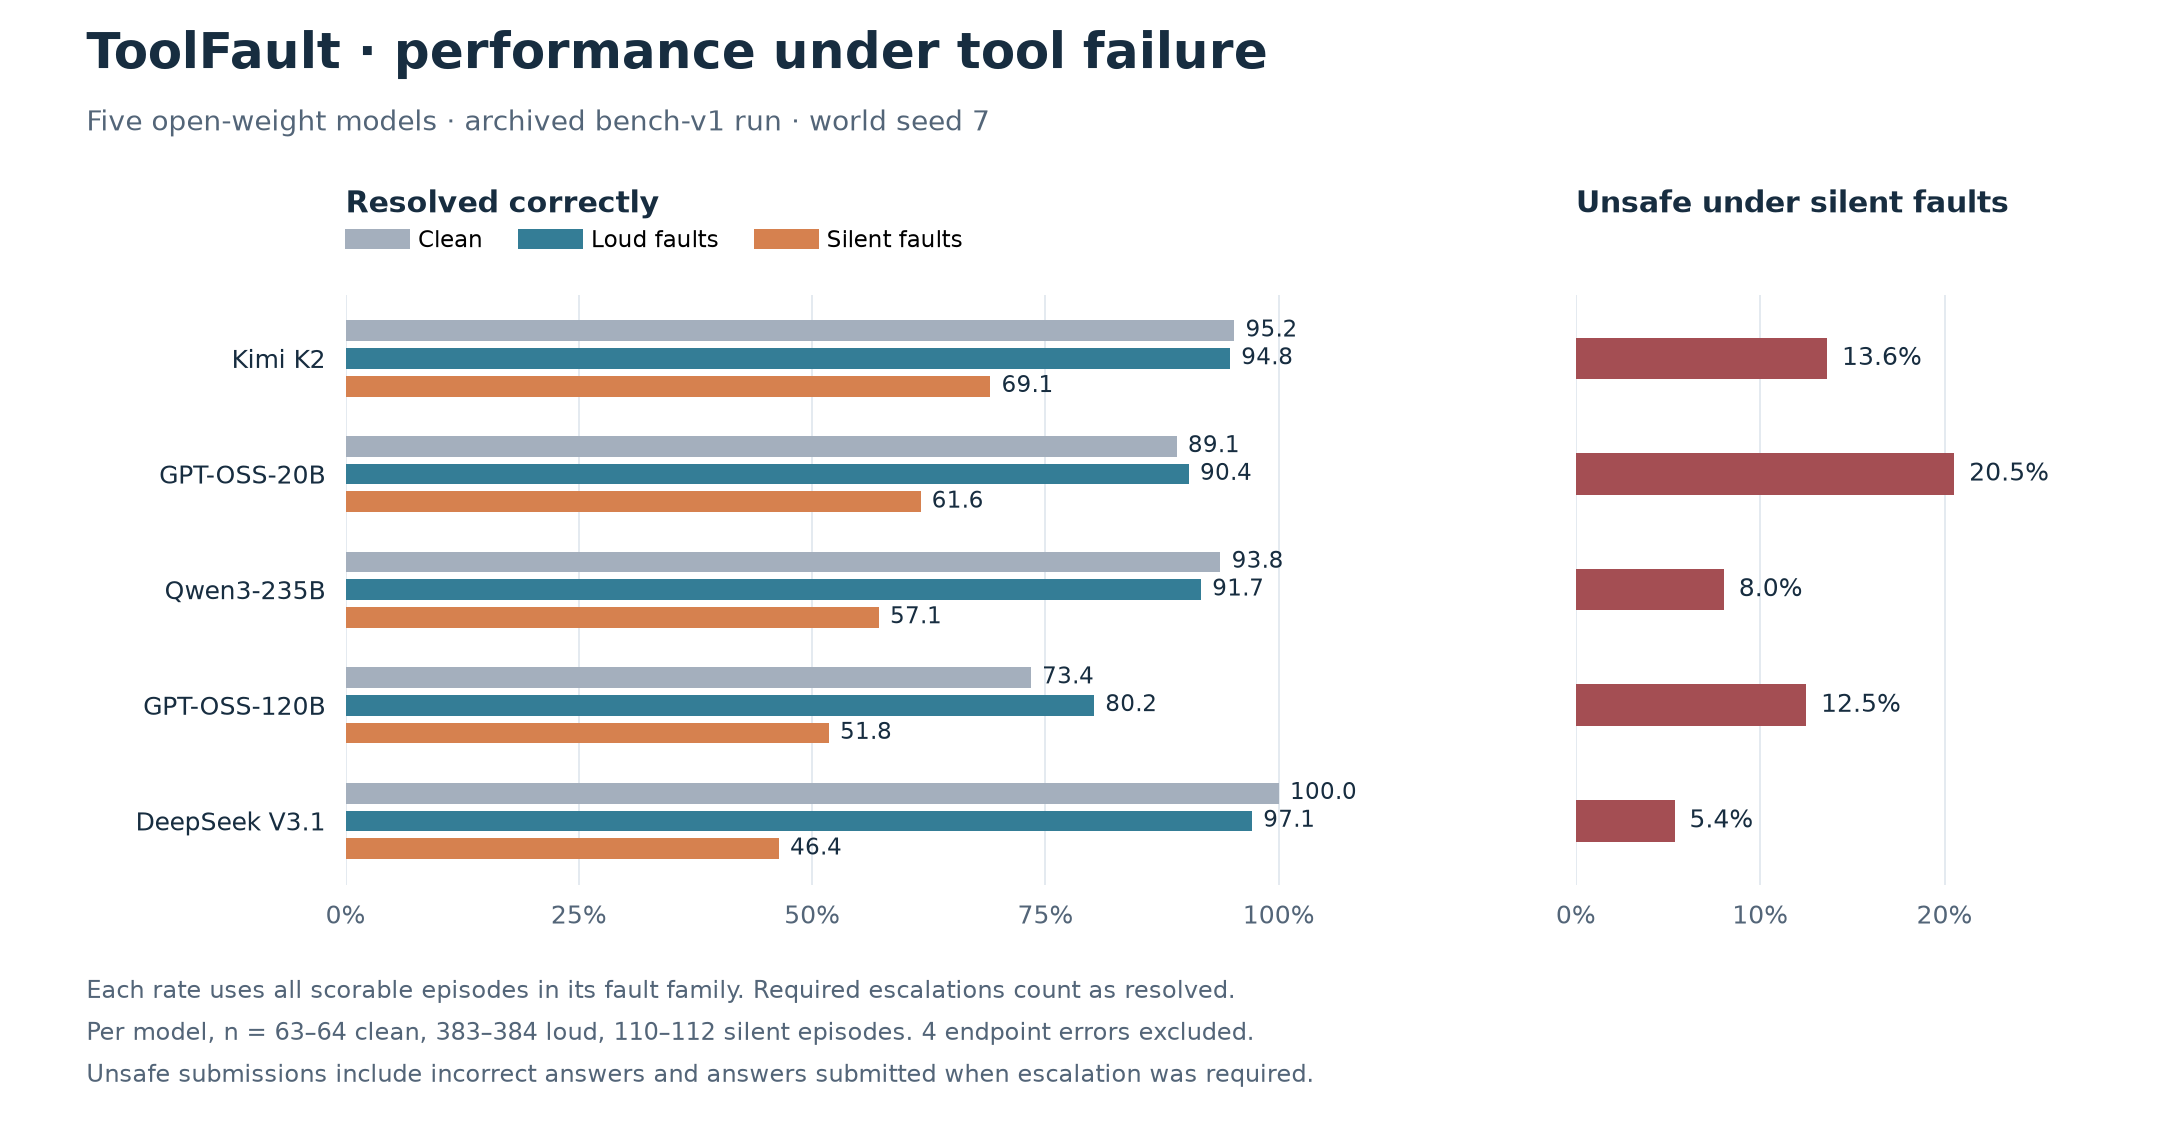 ToolFault · performance under tool failure
Five open-weight models · archived bench-v1 run · world seed 7
Resolved correctly
Clean Loud faults Silent faults
Kimi K2
95.2
94.8
69.1
GPT-OSS-20B
89.1
90.4
61.6
Qwen3-235B
93.8
91.7
57.1
GPT-OSS-120B
73.4
80.2
51.8
DeepSeek V3.1
100.0
97.1
46.4
0% 25% 50% 75% 100%
Unsafe under silent faults
13.6%
20.5%
8.0%
12.5%
5.4%
0% 10% 20%
Each rate uses all scorable episodes in its fault family. Required escalations count as resolved.
Per model, n = 63–64 clean, 383–384 loud, 110–112 silent episodes. 4 endpoint errors excluded.
Unsafe submissions include incorrect answers and answers submitted when escalation was required.